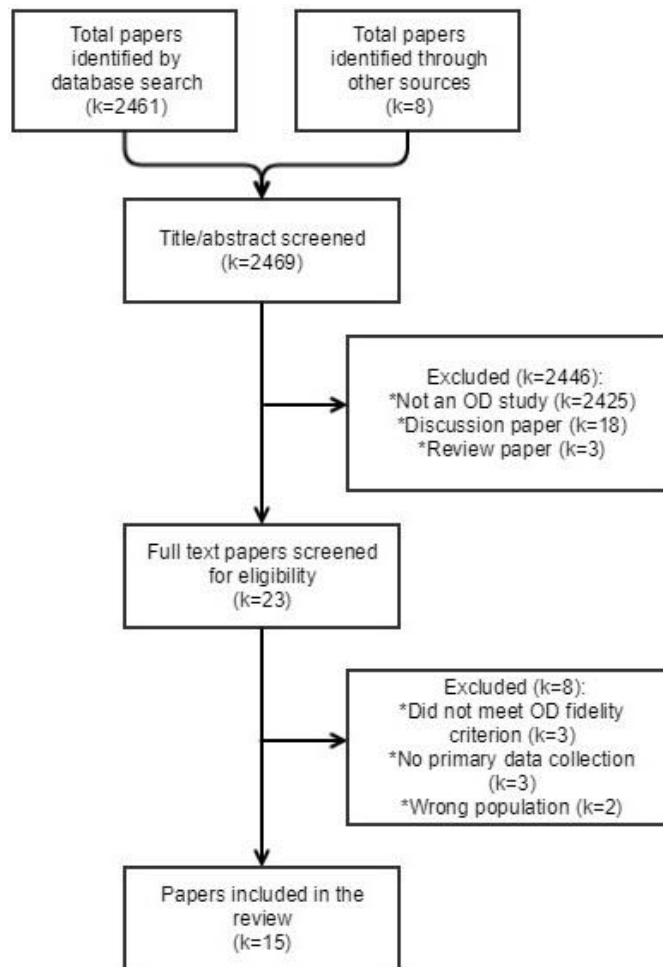 Total papers
identified by
database search
(k=2461)
Total papers
identified through
other sources
(k=8)
Title/abstract screened
(k=2469)
Excluded (k=2446):
*Not an OD study (k=2425)
*Discussion paper (k=18)
*Review paper (k=3)
Full text papers screened
for eligibility
(k=23)
Excluded (k=8):
*Did not meet OD fidelity
criterion (k=3)
*No primary data collection
(k=3)
*Wrong population (k=2)
Papers included in the
review
(k=15)